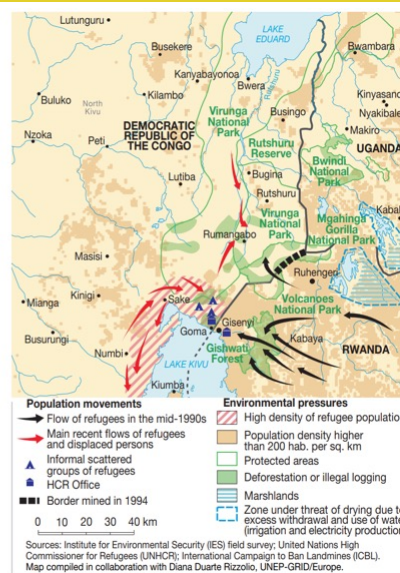 Lutunguru
LAKE
EDUARD
Busekere
Bwambara
Kanyabayonoa
Bwera
Rutshuru
Buluko
North
Kivu
Kilambo
Virunga
National
Park
Busingo
Kinyasano
Nyakibale
Makiro
Nzoka
Peti
DEMOCRATIC
REPUBLIC OF
THE CONGO
Rutshuru
Reserve
UGANDA
Bwindi
National
Park
Lutiba
Bugina
Rutshuru
Kabal
Virunga
National
Park
Mgahinga
Gorilla
National Park
Rumangabo
Masisi
Ruhengeri
Kinigi
Sake
Volcanoes
National Park
Mianga
Goma
Gisenyi
Busurungi
Kabaya
Numbi
Gishwati
Forest
RWANDA
LAKE KIVU
Kiumba
Population movements
Flow of refugees in the mid-1990s
Main recent flows of refugees
and displaced persons
Informal scattered
groups of refugees
HCR Office
Border mined in 1994
0 10 20 30 40 km
Environmental pressures
High density of refugee populatio
Population density higher
than 200 hab. per sq. km
Protected areas
Deforestation or illegal logging
Marshlands
Zone under threat of drying due to
excess withdrawal and use of wate
(irrigation and electricity production
Sources: Institute for Environmental Security (IES) field survey; United Nations High
Commissioner for Refugees (UNHCR); International Campaign to Ban Landmines (ICBL).
Map compiled in collaboration with Diana Duarte Rizzolio, UNEP-GRID/Europe.